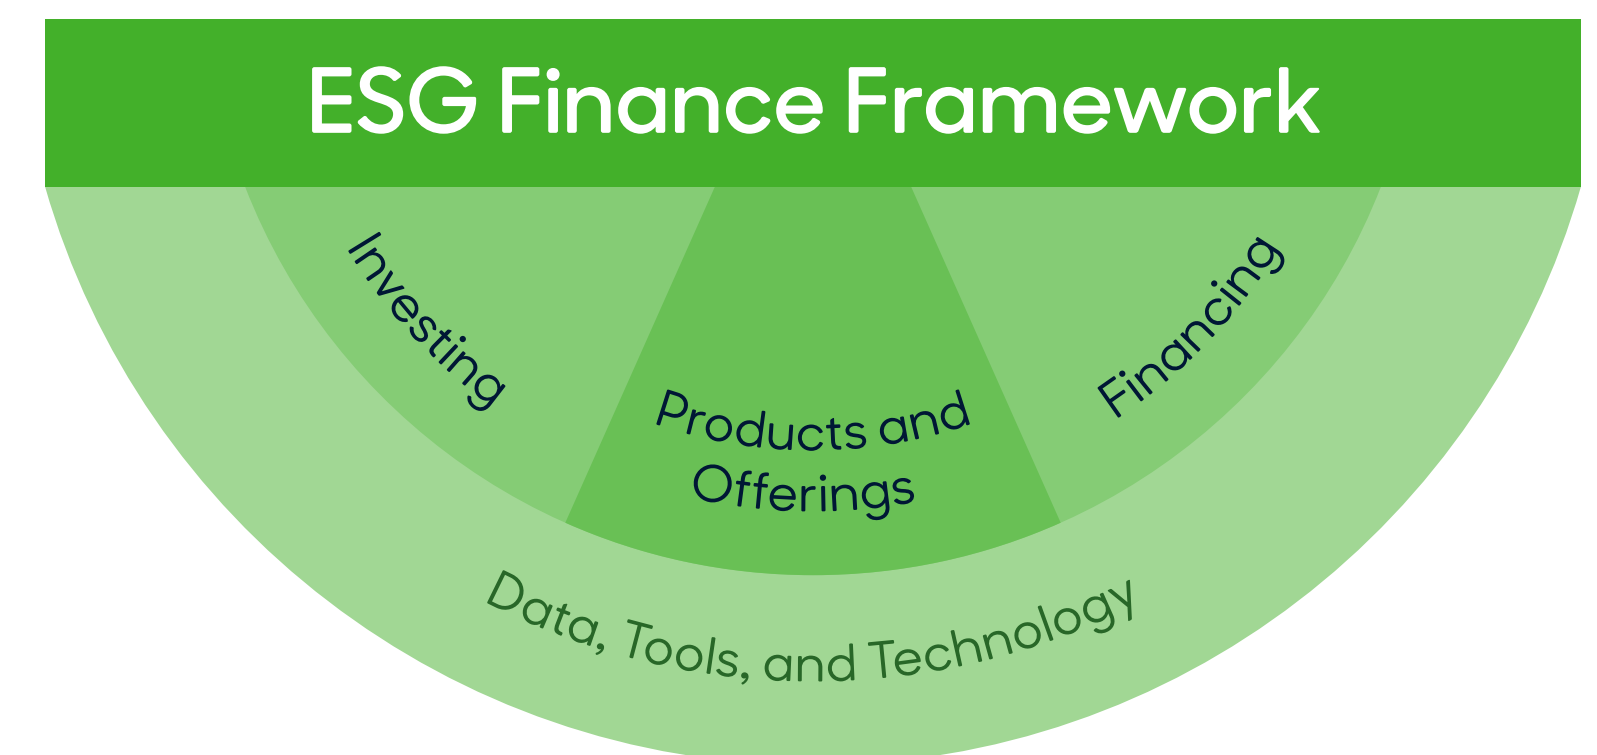 ESG Finance Framework
Investing
Products and
Offerings
Financing
Data, Tools, and Technology